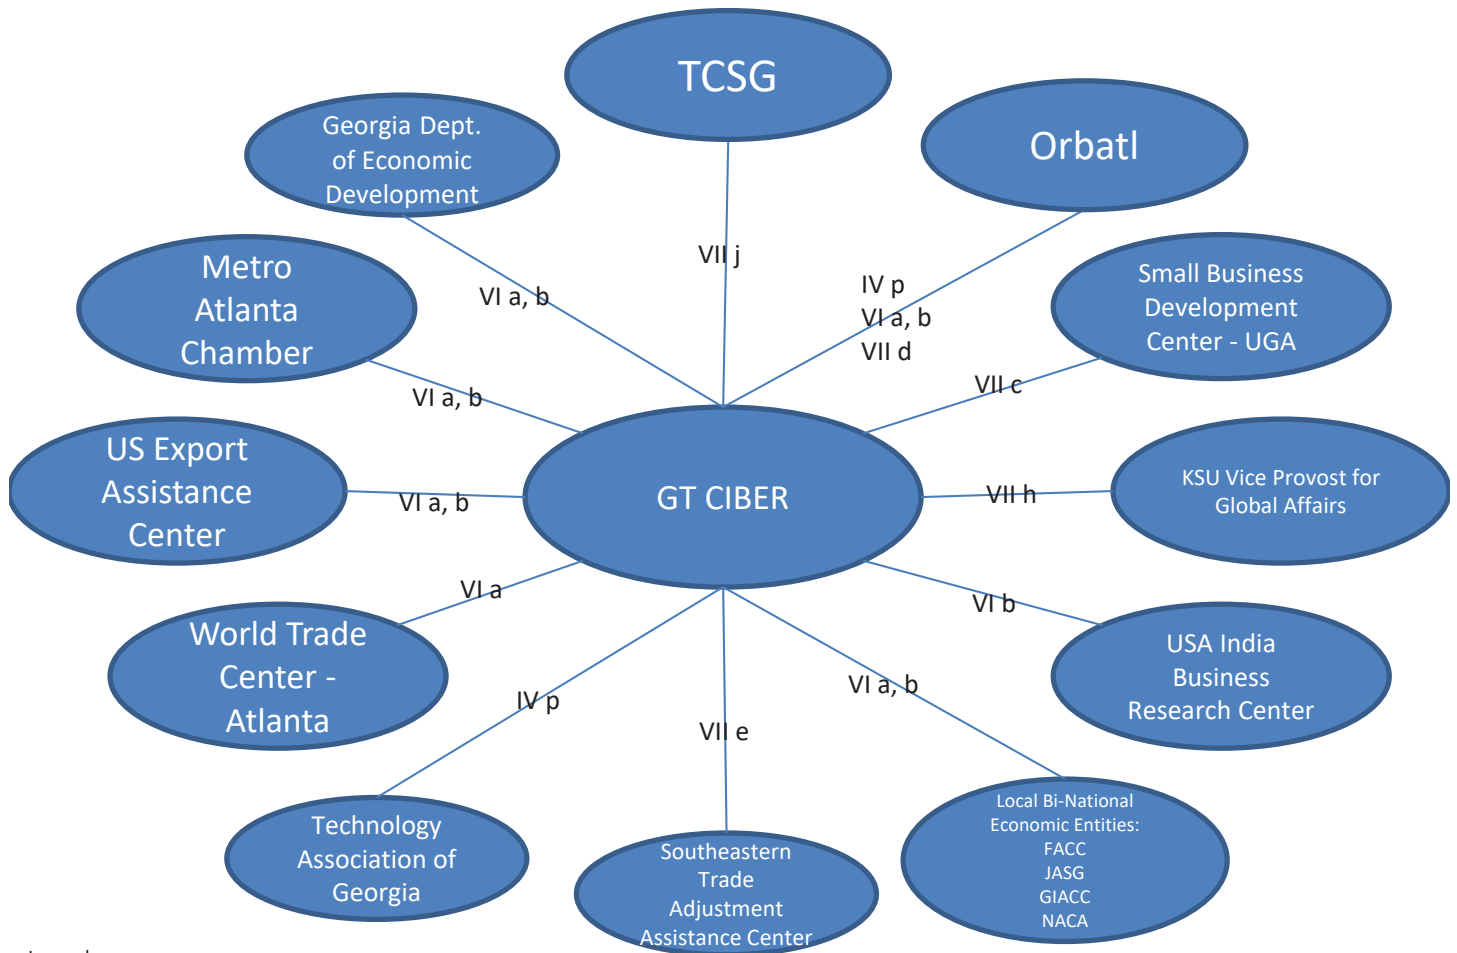 TCSG
Georgia Dept.
of Economic
Development
Orbatl
Metro
Atlanta
Chamber
VI a, b
VII j
IV p
VI a, b
VII d
Small Business
Development
Center - UGA
VI a, b
VII c
US Export
Assistance
Center
VI a, b
GT CIBER
VII h
KSU Vice Provost for
Global Affairs
VI a
VI b
World Trade
Center -
Atlanta
IV p
VII e
VI a, b
USA India
Business
Research Center
Technology
Association of
Georgia
Southeastern
Trade
Adjustment
Assistance Center
Local Bi-National
Economic Entities:
FACC
JASG
GIACC
NACA